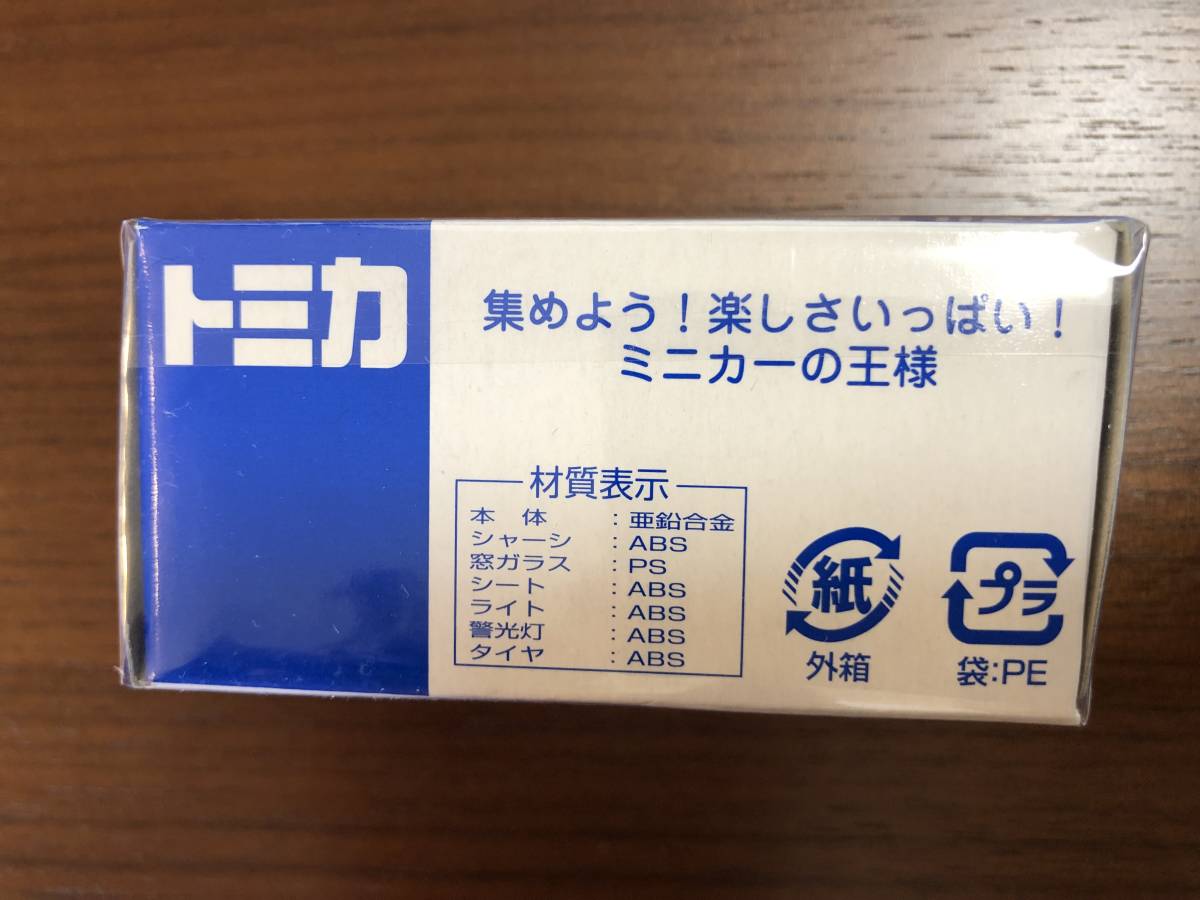 トミカ
集めよう!楽しさいっぱい!
ミニカーの王様
材質表示
本体 : 亜鉛合金
シャーシ : ABS
窓ガラス : PS
シート : ABS
ライト : ABS
警光灯 : ABS
タイヤ : ABS
紙
外箱
プラ
袋:PE